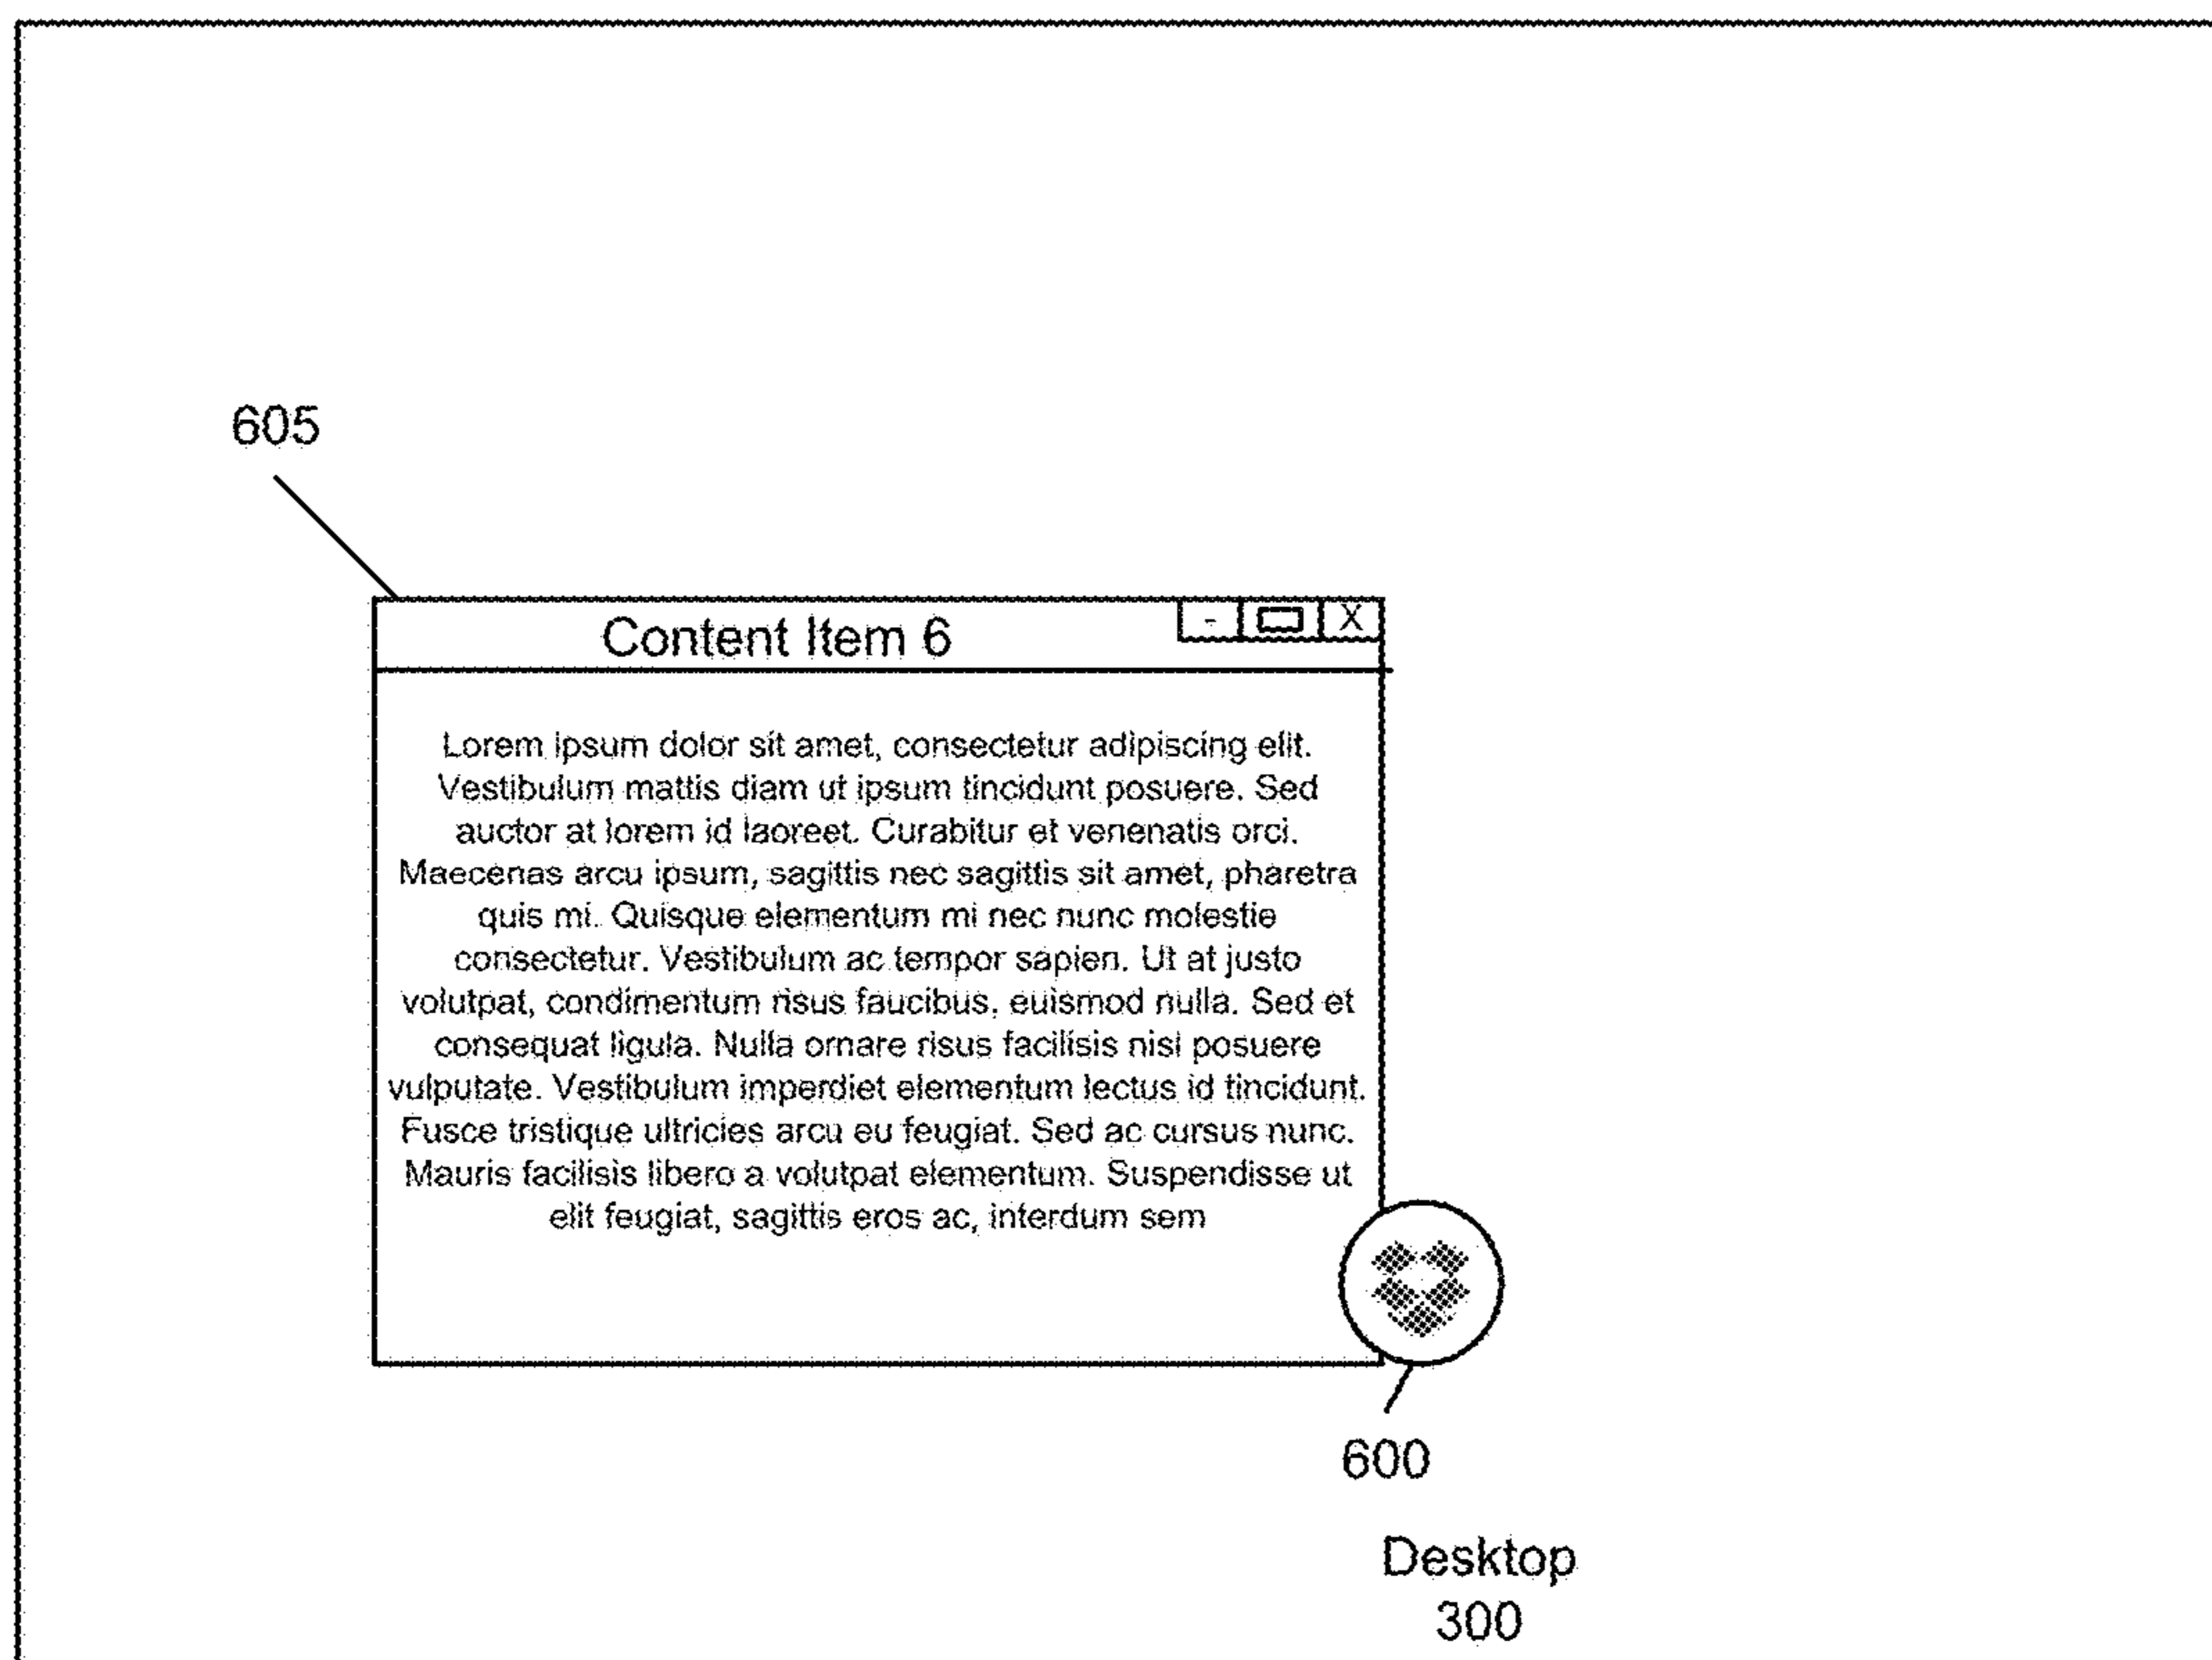 605
Content Item 6
- X
Lorem ipsum dolor sit amet, consectetur adipiscing elit.
Vestibulum mattis diam ut ipsum tincidunt posuere. Sed
auctor at lorem id laoreet. Curabitur et venenatis orci.
Maecenas arcu ipsum, sagittis nec sagittis sit amet, pharetra
quis mi. Quisque elementum mi nec nunc molestie
consectetur. Vestibulum ac tempor sapien. Ut at justo
volutpat, condimentum risus faucibus, euismod nulla. Sed et
consequat ligula. Nulla ornare risus facilisis nisl posuere
vulputate. Vestibulum imperdiet elementum lectus id tincidunt.
Fusce tristique ultricies arcu eu feugiat. Sed ac cursus nunc.
Mauris facilisis libero a volutpat elementum. Suspendisse ut
elit feugiat, sagittis eros ac, interdum sem
600
Desktop
300